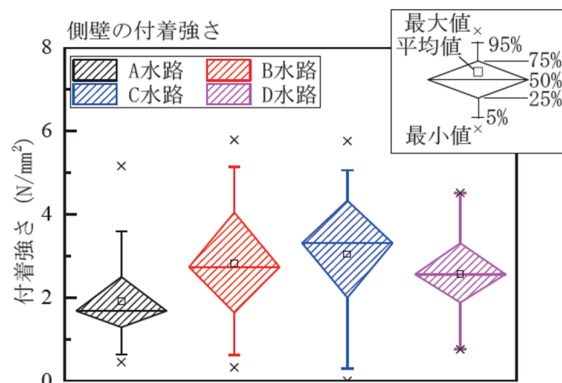 側壁の付着強さ
最大値
平均値
95%
75%
50%
25%
5%
最小値
A水路
B水路
C水路
D水路
付着強さ (N/mm²)
8
6
4
2
0